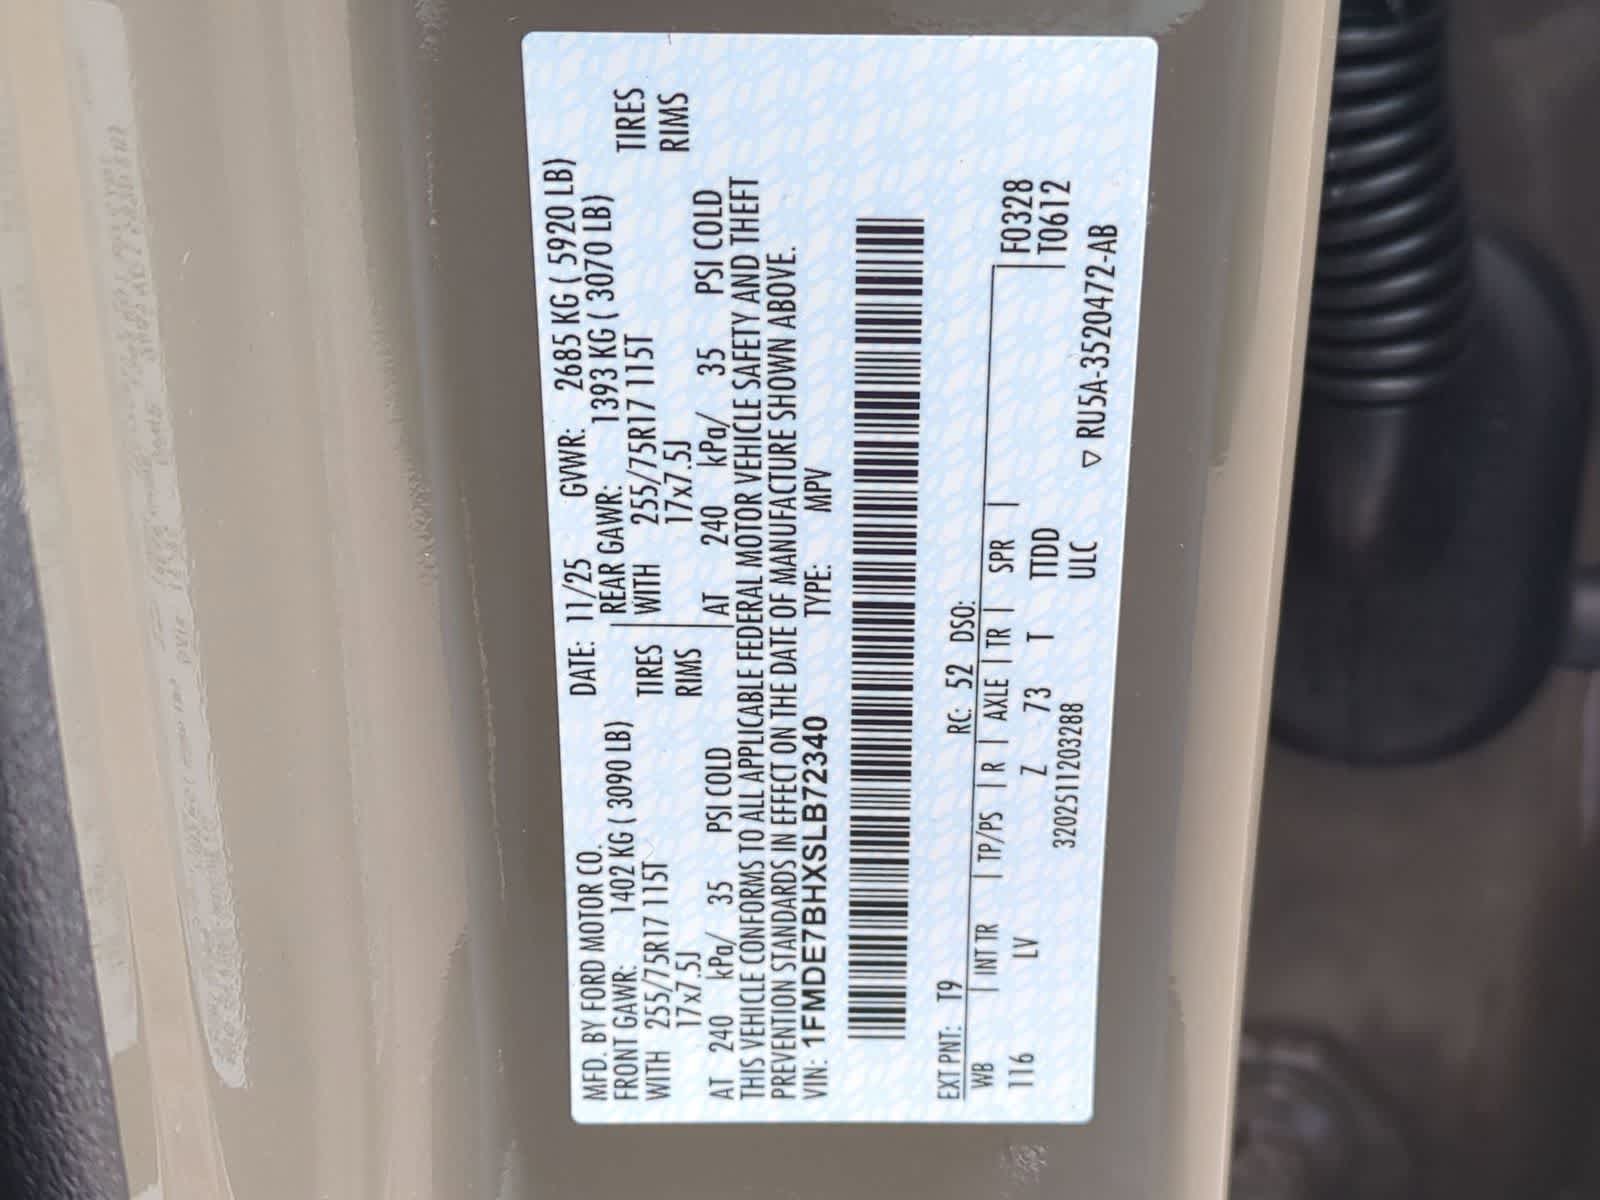 MFD. BY FORD MOTOR CO. DATE: 11/25 GVWR: 2685 KG ( 5920 LB)
FRONT GAWR: 1402 KG ( 3090 LB) REAR GAWR: 1393 KG ( 3070 LB)
WITH 255/75R17 115T TIRES WITH 255/75R17 115T TIRES
17x7.5J RIMS 17x7.5J RIMS
AT 240 kPa/ 35 PSI COLD AT 240 kPa/ 35 PSI COLD
THIS VEHICLE CONFORMS TO ALL APPLICABLE FEDERAL MOTOR VEHICLE SAFETY AND THEFT
PREVENTION STANDARDS IN EFFECT ON THE DATE OF MANUFACTURE SHOWN ABOVE.
VIN: 1FMDE7BHXSLB72340 TYPE: MPV
EXT PNT: T9 RC: 52 DSO:
WB INT TR TP/PS R AXLE TR SPR F0328
116 LV Z 73 T TTDD T0612
3202511203288 ULC ▽ RU5A-3520472-AB